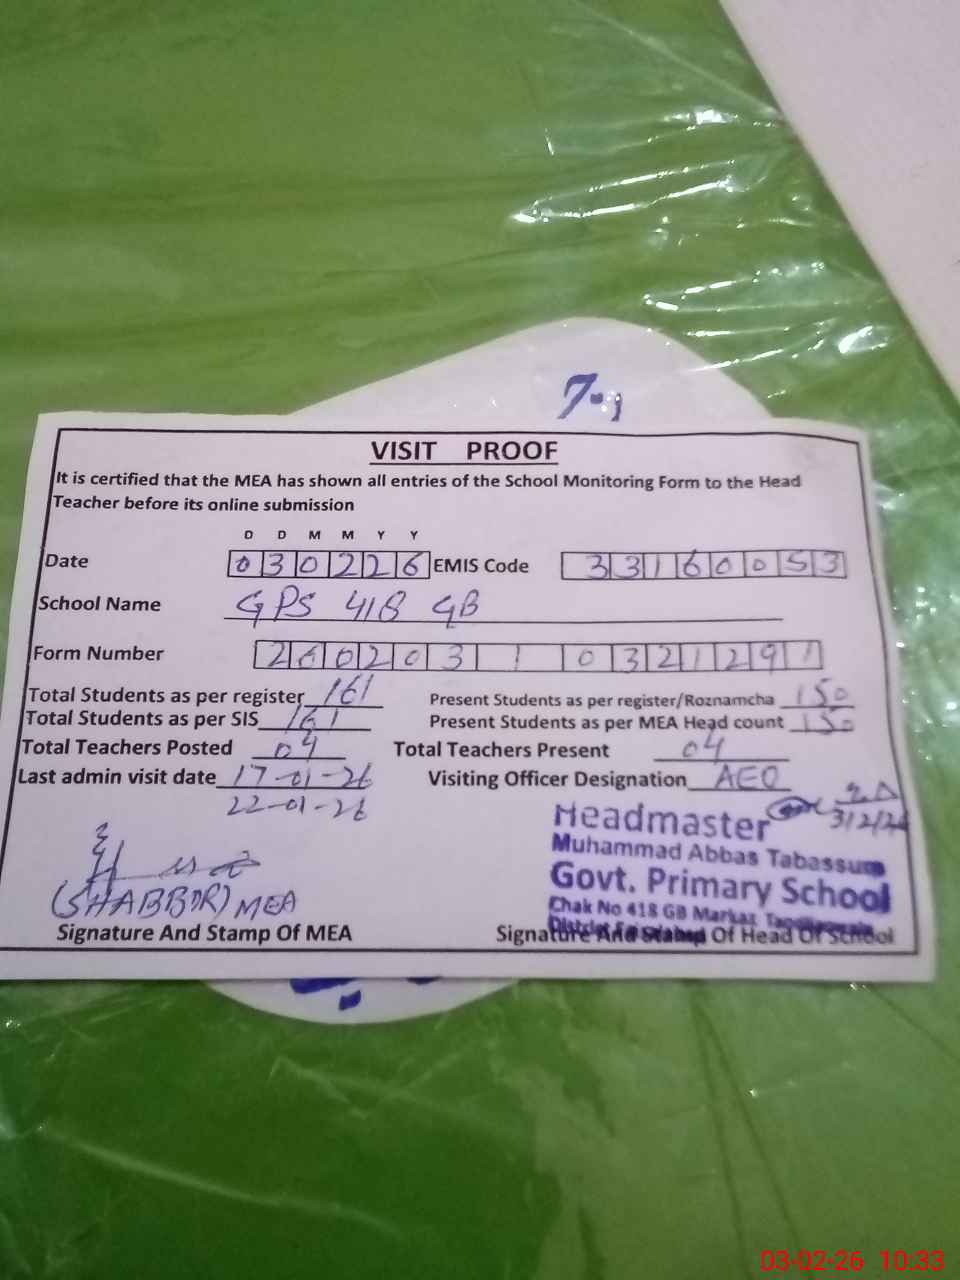 7-1
VISIT PROOF
It is certified that the MEA has shown all entries of the School Monitoring Form to the Head
Teacher before its online submission
D D M M Y Y
Date 030226 EMIS Code 33160053
School Name GPS 418 GB
Form Number 2602031 0321291
Total Students as per register 161 Present Students as per register/Roznamcha 150
Total Students as per SIS 161 Present Students as per MEA Head count 150
Total Teachers Posted 04 Total Teachers Present 04
Last admin visit date 17-01-26 Visiting Officer Designation AEO
22-01-26
3/2/26
Headmaster
Muhammad Abbas Tabassum
Govt. Primary School
Chak No 418 GB Markaz
(SHABBIR) MEA
Signature And Stamp Of MEA Signature And Stamp Of Head Of School
03-02-26 10:33